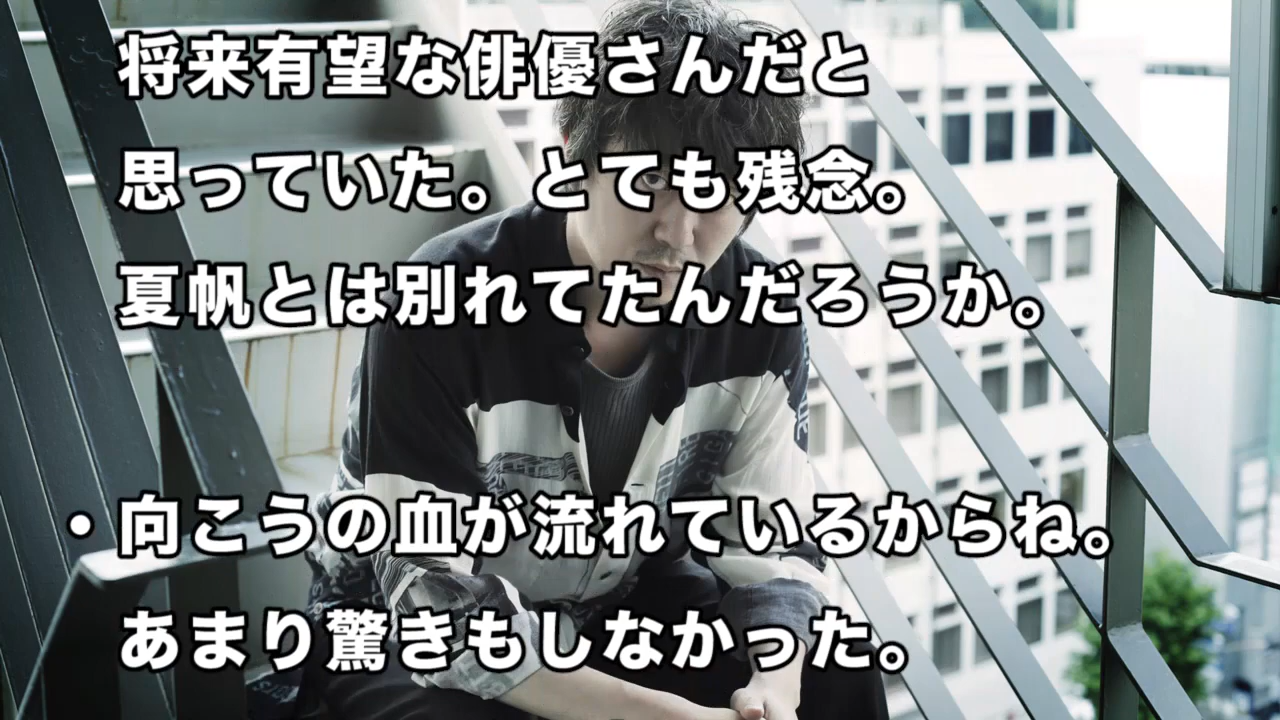 将来有望な俳優さんだと
思っていた。とても残念。
夏帆とは別れてたんだろうか。
・向こうの血が流れているからね。
あまり驚きもしなかった。